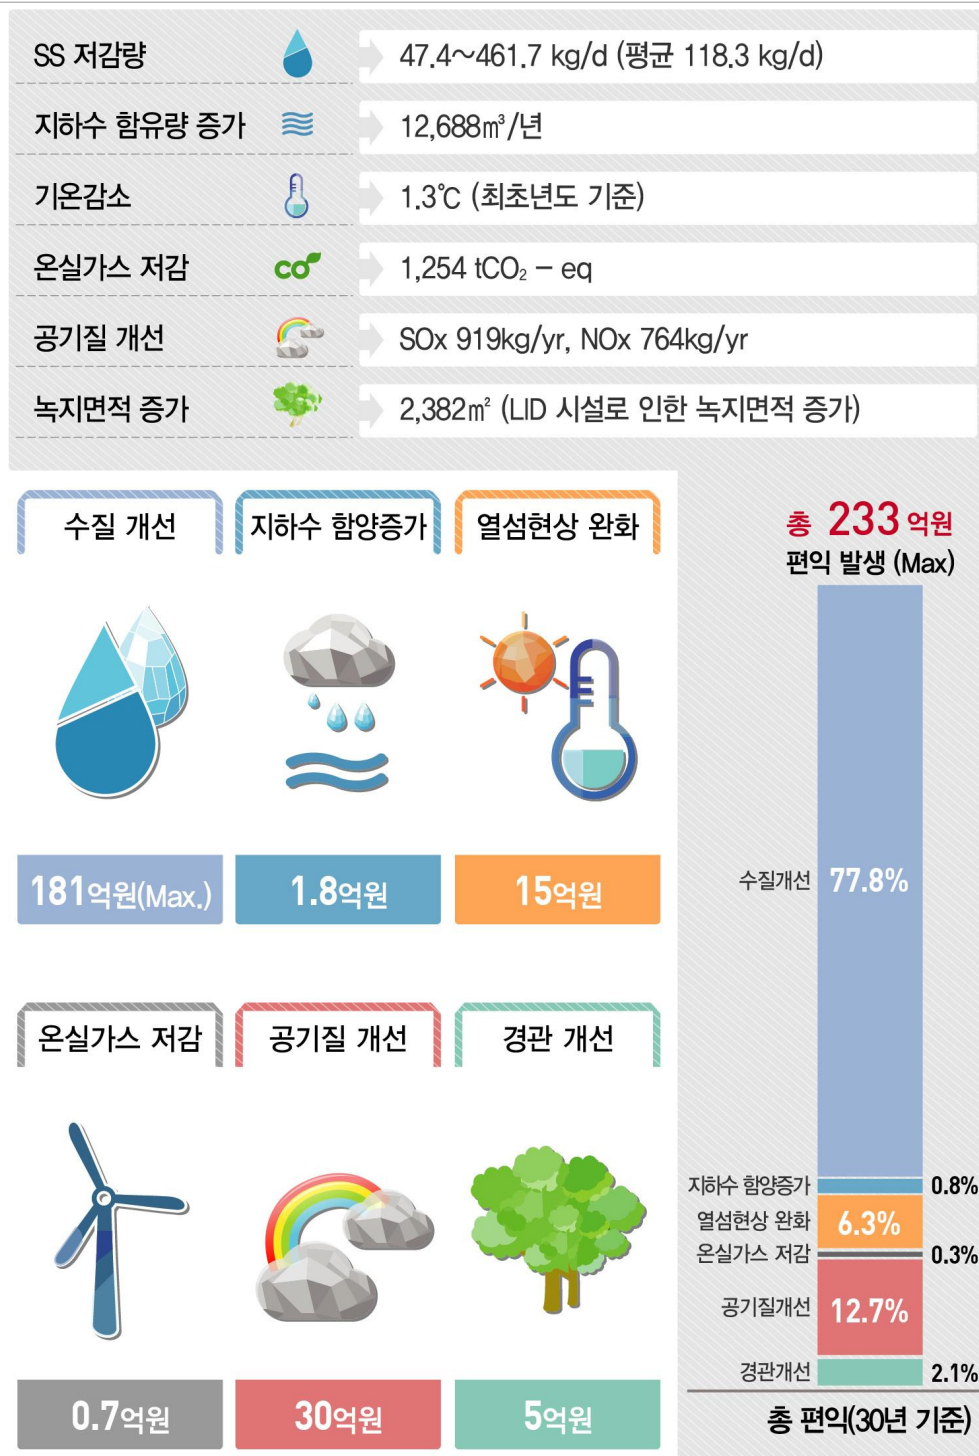 SS 저감량
47.4~461.7 kg/d (평균 118.3 kg/d)
지하수 함유량 증가
12,688㎥/년
기온감소
1.3℃ (최초년도 기준)
온실가스 저감
co
1,254 tCO₂ - eq
공기질 개선
SOx 919kg/yr, NOx 764kg/yr
녹지면적 증가
2,382㎡ (LID 시설로 인한 녹지면적 증가)
수질 개선
181억원(Max.)
지하수 함양증가
1.8억원
열섬현상 완화
15억원
온실가스 저감
0.7억원
공기질 개선
30억원
경관 개선
5억원
총 233 억원
편익 발생 (Max)
수질개선 77.8%
지하수 함양증가 0.8%
열섬현상 완화 6.3%
온실가스 저감 0.3%
공기질개선 12.7%
경관개선 2.1%
총 편익(30년 기준)